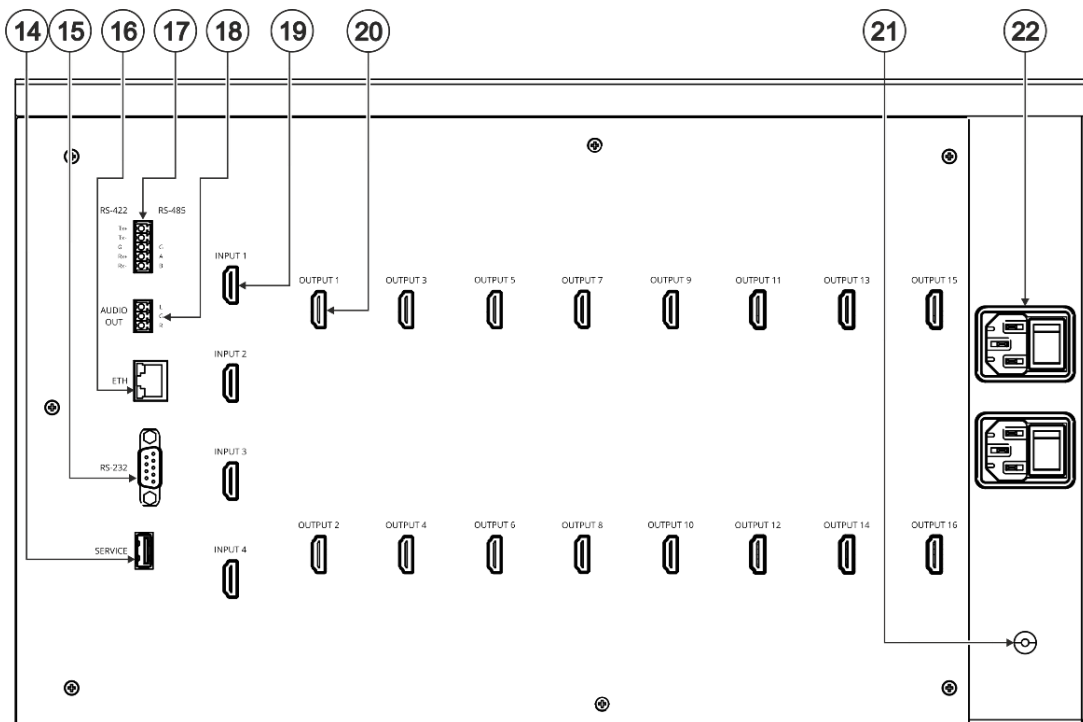 14 15 16 17 18 19 20 21 22
RS-422 RS-485
Tx+
Tx-
G C
Rx+ A
Rx- B
INPUT 1
OUTPUT 1 OUTPUT 3 OUTPUT 5 OUTPUT 7 OUTPUT 9 OUTPUT 11 OUTPUT 13 OUTPUT 15
AUDIO
OUT
L
G
R
INPUT 2
ETH
INPUT 3
RS-232
OUTPUT 2 OUTPUT 4 OUTPUT 6 OUTPUT 8 OUTPUT 10 OUTPUT 12 OUTPUT 14 OUTPUT 16
SERVICE
INPUT 4